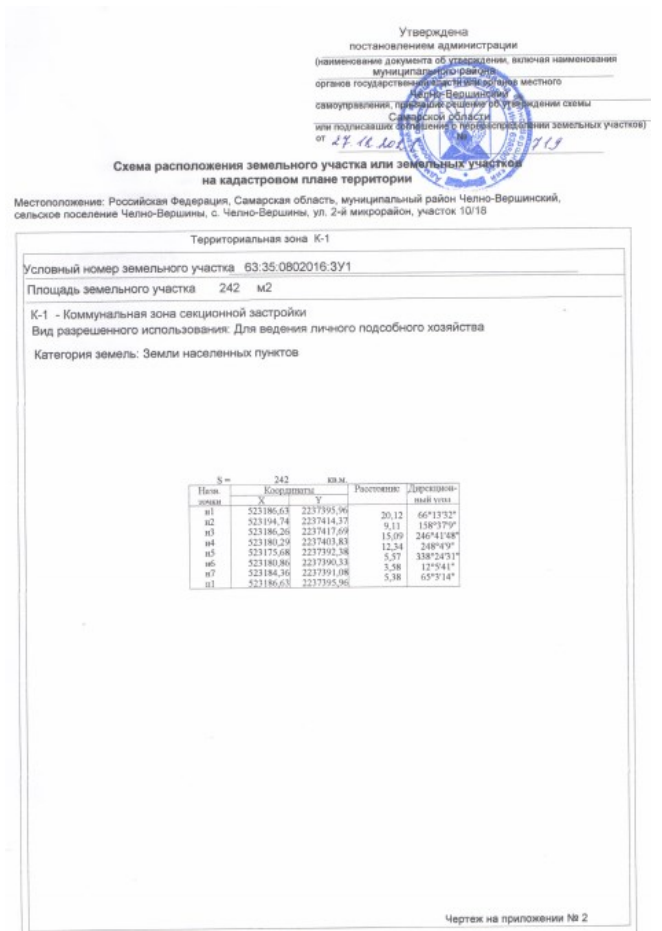 Утверждена
постановлением администрации
(наименование документа об утверждении, включая наименования
муниципального района
органов государственной власти или органов местного
Челно-Вершинский
самоуправления, принявших решение об утверждении схемы
Самарской области
или подписавших соглашение о перераспределении земельных участков)
от 27.12. № 719
Схема расположения земельного участка или земельных участков
на кадастровом плане территории
Местоположение: Российская Федерация, Самарская область, муниципальный район Челно-Вершинский,
сельское поселение Челно-Вершины, с. Челно-Вершины, ул. 2-й микрорайон, участок 10/18
Территориальная зона К-1
Условный номер земельного участка 63:35:0802016:ЗУ1
Площадь земельного участка 242 м2
К-1 - Коммунальная зона секционной застройки
Вид разрешенного использования: Для ведения личного подсобного хозяйства
Категория земель: Земли населенных пунктов
S = 242 кв.м.
Назв. Координаты Расстояние Дирекцион-
точки X Y ный угол
н1 523186,63 2237395,96
20,12 66°13'32"
н2 523194,74 2237414,37
9,11 158°37'9"
н3 523186,26 2237417,69
15,09 246°41'48"
н4 523180,29 2237403,83
12,34 248°4'9"
н5 523175,68 2237392,38
5,57 338°24'31"
н6 523180,86 2237390,33
3,58 12°5'41"
н7 523184,36 2237391,08
5,38 65°3'14"
н1 523186,63 2237395,96
Чертеж на приложении № 2